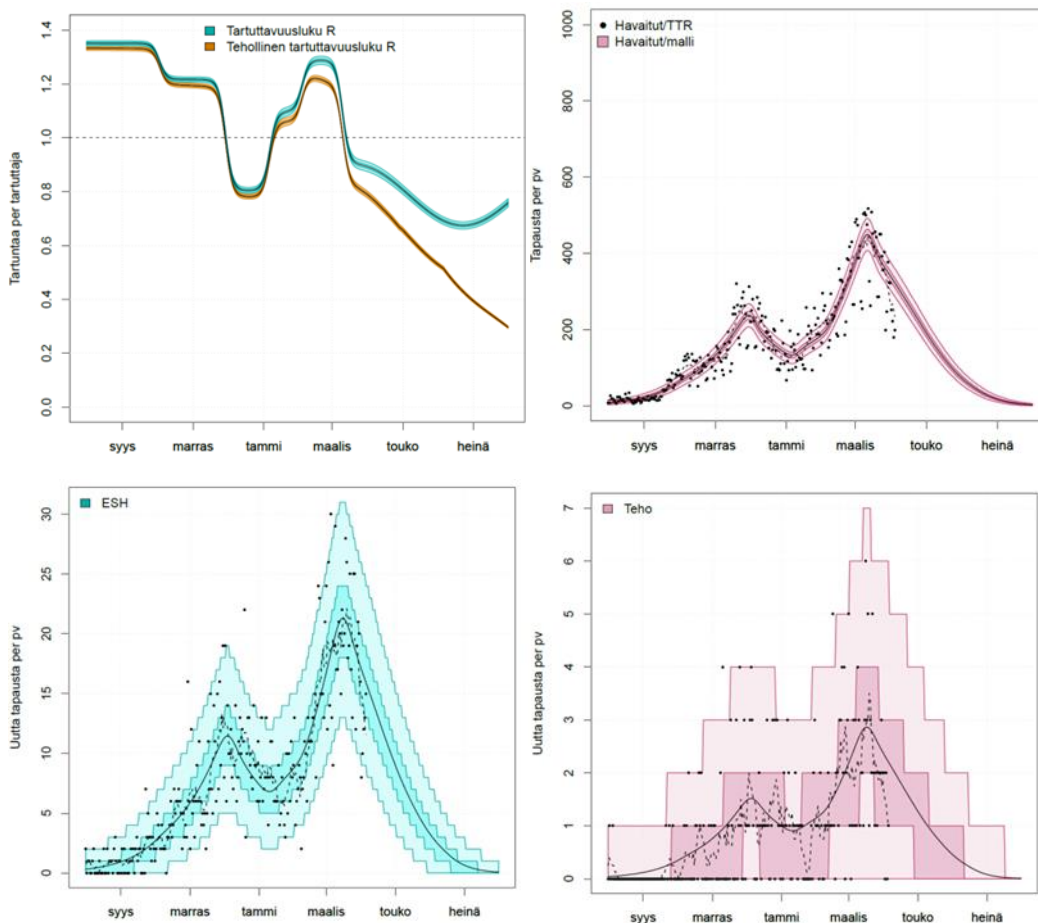 Tartuttavuusluku R
Tehollinen tartuttavuusluku R
Tartuntaa per tartuttaja
1.4
1.2
1.0
0.8
0.6
0.4
0.2
0.0
syys marras tammi maalis touko heinä
Havaitut/TTR
Havaitut/malli
Tapausta per pv
1000
800
600
400
200
0
syys marras tammi maalis touko heinä
ESH
Uutta tapausta per pv
30
25
20
15
10
5
0
syys marras tammi maalis touko heinä
Teho
Uutta tapausta per pv
7
6
5
4
3
2
1
0
syys marras tammi maalis touko heinä